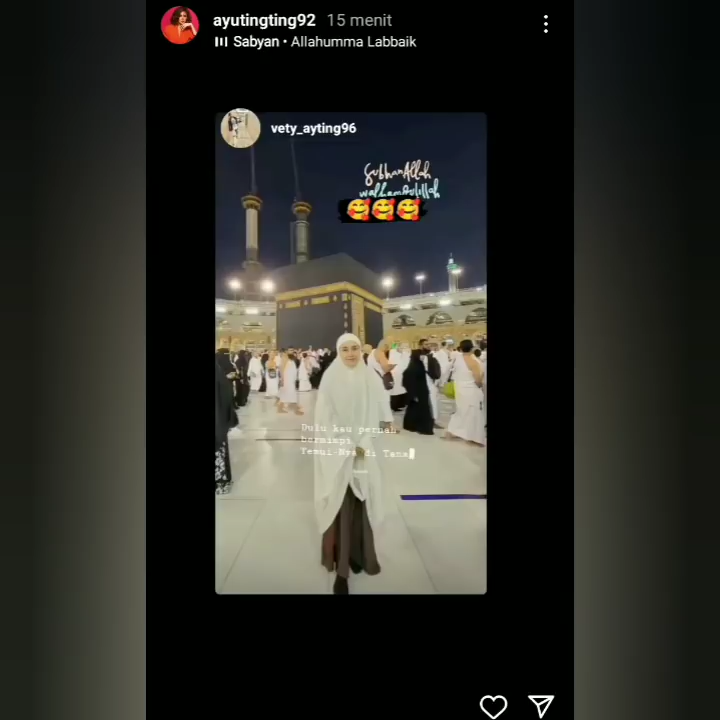 ayutingting92 15 menit
Sabyan • Allahumma Labbaik
vety_ayting96
SubhanAllah
walhamdulillah
Dulu kau pernah
bermimpi
Temui-Nya di Tana